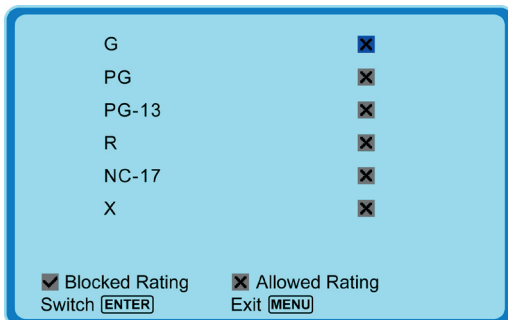 G
PG
PG-13
R
NC-17
X
Blocked Rating Allowed Rating
Switch ENTER Exit MENU